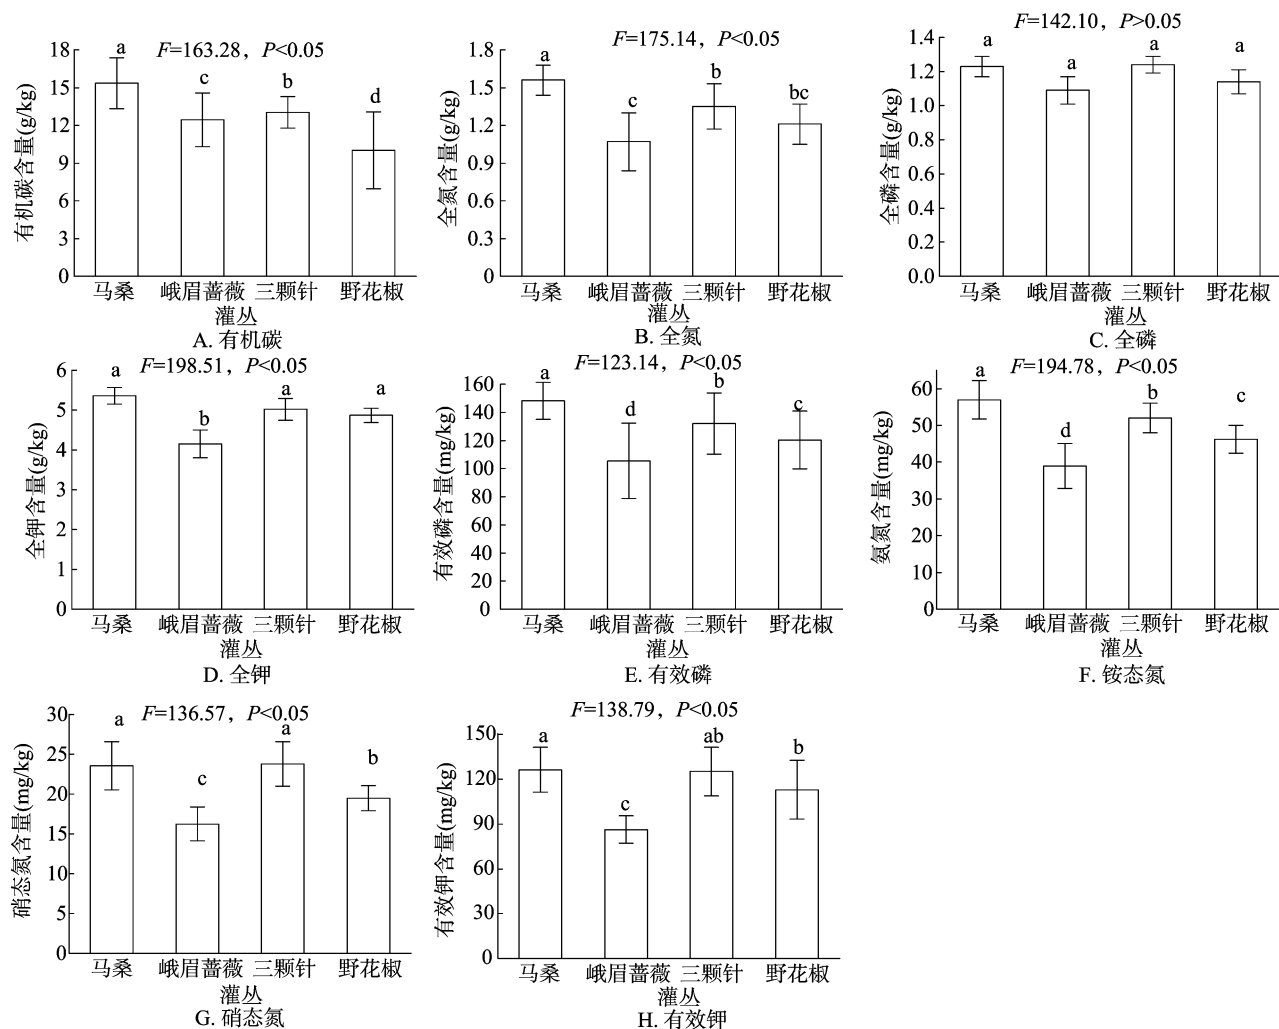 F=163.28，P<0.05
有机碳含量(g/kg)
18
15
12
9
6
3
0
a
c
b
d
马桑 峨眉蔷薇 三颗针 野花椒
灌丛
A. 有机碳
F=175.14，P<0.05
全氮含量(g/kg)
1.8
1.5
1.2
0.9
0.6
0.3
0
a
c
b
bc
马桑 峨眉蔷薇 三颗针 野花椒
灌丛
B. 全氮
F=142.10，P>0.05
全磷含量(g/kg)
1.4
1.2
1.0
0.8
0.6
0.4
0.2
0.0
a
a
a
a
马桑 峨眉蔷薇 三颗针 野花椒
灌丛
C. 全磷
F=198.51，P<0.05
全钾含量(g/kg)
6
5
4
3
2
1
0
a
b
a
a
马桑 峨眉蔷薇 三颗针 野花椒
灌丛
D. 全钾
F=123.14，P<0.05
有效磷含量(mg/kg)
160
140
120
100
80
60
40
20
0
a
d
b
c
马桑 峨眉蔷薇 三颗针 野花椒
灌丛
E. 有效磷
F=194.78，P<0.05
氨氮含量(mg/kg)
60
50
40
30
20
10
0
a
d
b
c
马桑 峨眉蔷薇 三颗针 野花椒
灌丛
F. 铵态氮
F=136.57，P<0.05
硝态氮含量(mg/kg)
30
25
20
15
10
5
0
a
c
a
b
马桑 峨眉蔷薇 三颗针 野花椒
灌丛
G. 硝态氮
F=138.79，P<0.05
有效钾含量(mg/kg)
150
120
90
60
30
0
a
c
ab
b
马桑 峨眉蔷薇 三颗针 野花椒
灌丛
H. 有效钾